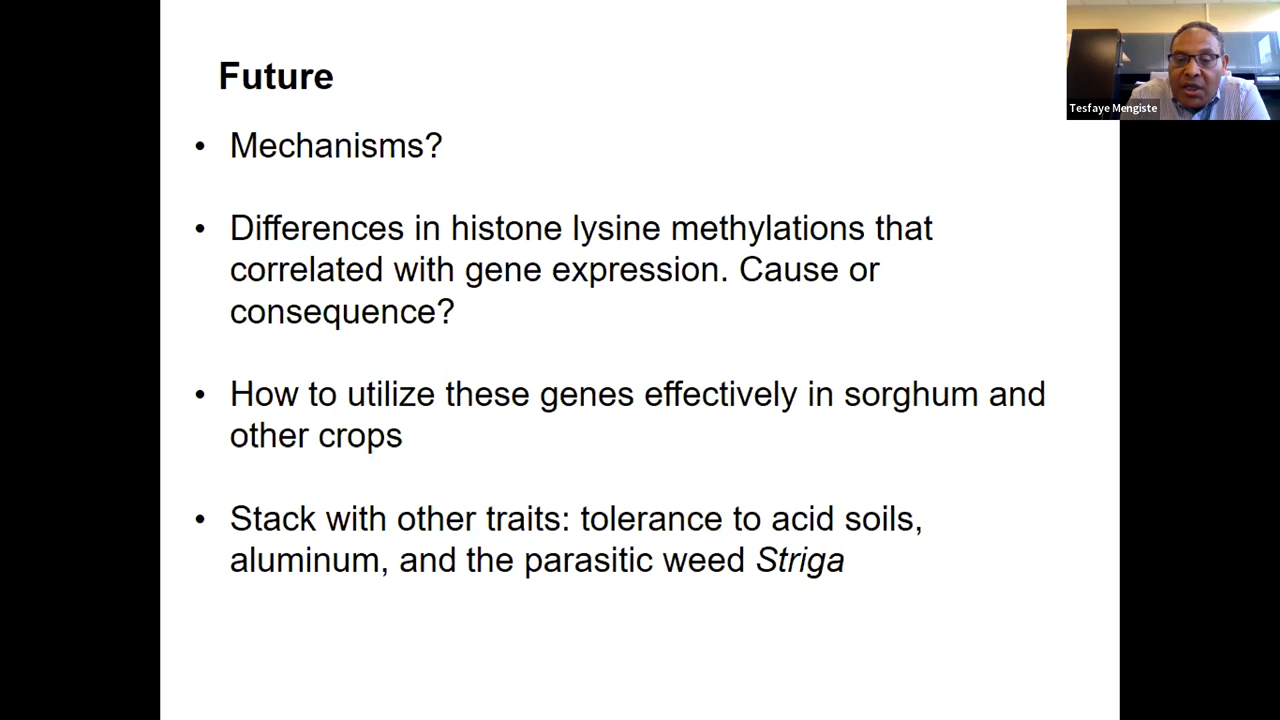 Future
• Mechanisms?
• Differences in histone lysine methylations that
correlated with gene expression. Cause or
consequence?
• How to utilize these genes effectively in sorghum and
other crops
• Stack with other traits: tolerance to acid soils,
aluminum, and the parasitic weed Striga
Tesfaye Mengiste